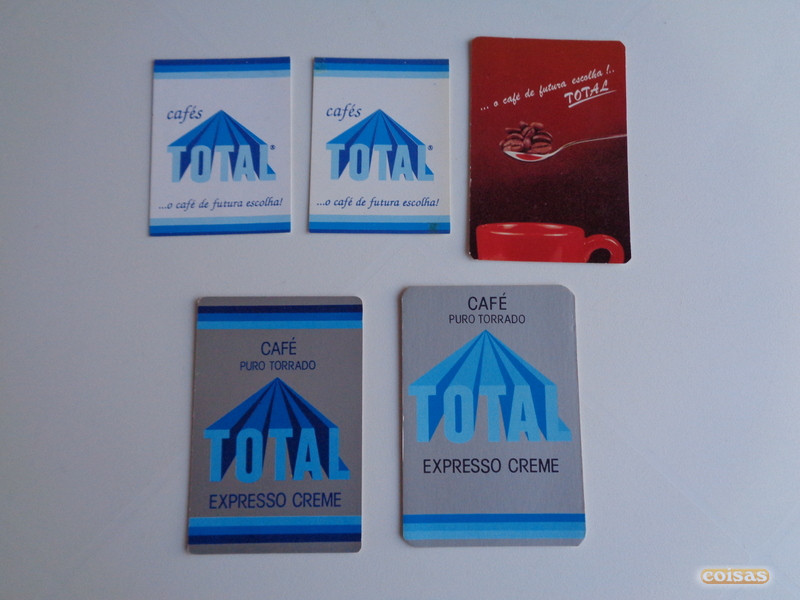 cafés
TOTAL®
...o café de futura escolha!
cafés
TOTAL®
...o café de futura escolha!
... o café de futura escolha!..
TOTAL
CAFÉ
PURO TORRADO
TOTAL
EXPRESSO CREME
CAFÉ
PURO TORRADO
TOTAL
EXPRESSO CREME
coisas